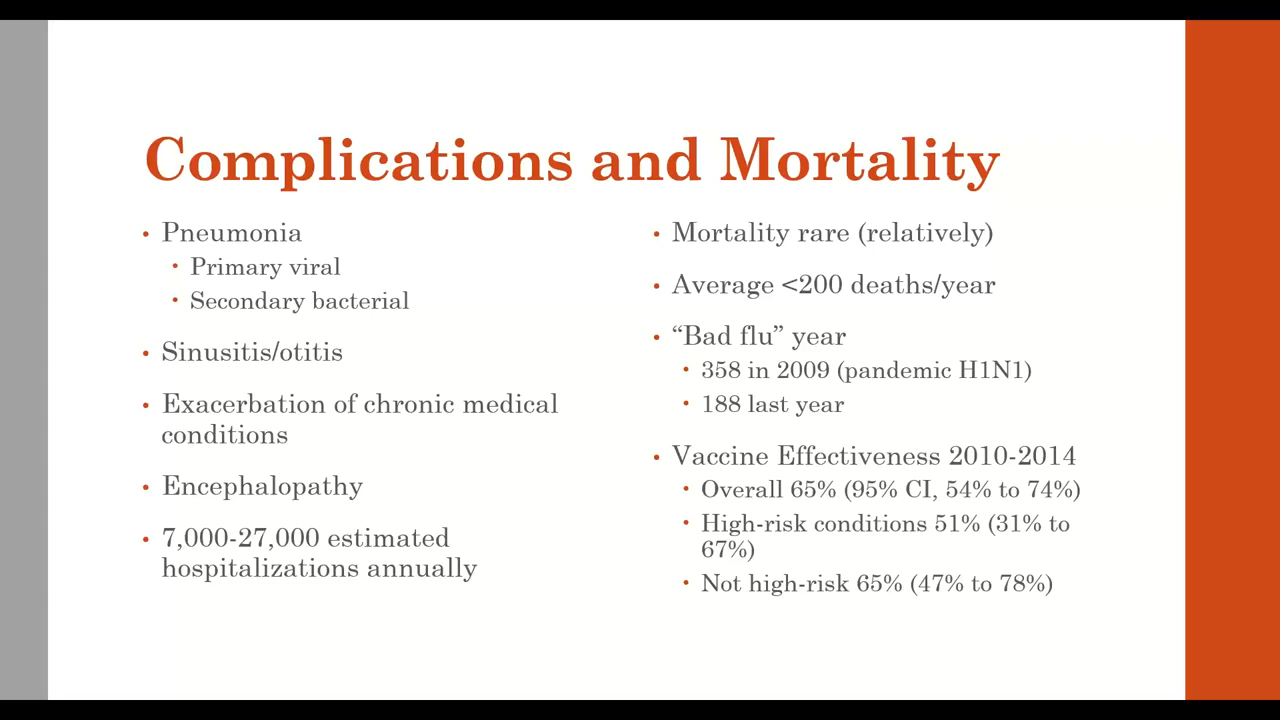 Complications and Mortality
• Pneumonia
• Primary viral
• Secondary bacterial
• Sinusitis/otitis
• Exacerbation of chronic medical
conditions
• Encephalopathy
• 7,000-27,000 estimated
hospitalizations annually
• Mortality rare (relatively)
• Average <200 deaths/year
• “Bad flu” year
• 358 in 2009 (pandemic H1N1)
• 188 last year
• Vaccine Effectiveness 2010-2014
• Overall 65% (95% CI, 54% to 74%)
• High-risk conditions 51% (31% to
67%)
• Not high-risk 65% (47% to 78%)